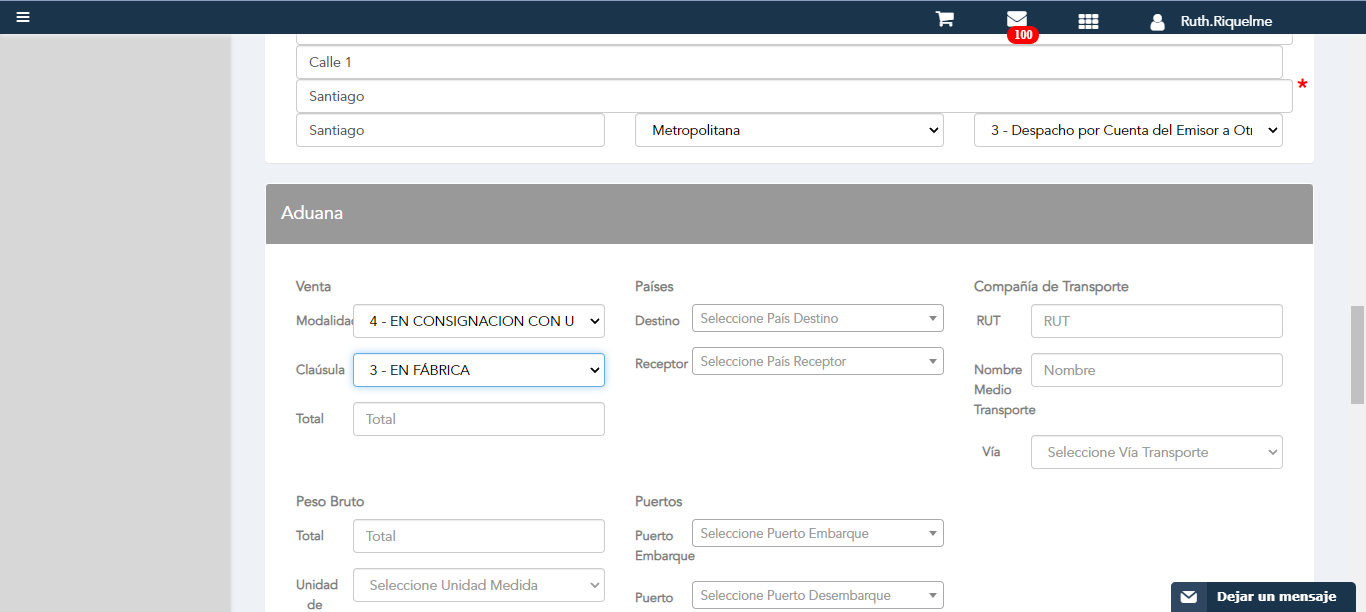 Ruth.Riquelme
100
Calle 1
Santiago
*
Santiago
Metropolitana
3 - Despacho por Cuenta del Emisor a Otr
Aduana
Venta
Países
Compañía de Transporte
Modalidad
4 - EN CONSIGNACION CON U
Destino
Seleccione País Destino
RUT
RUT
Claúsula
3 - EN FÁBRICA
Receptor
Seleccione País Receptor
Nombre
Medio
Transporte
Nombre
Total
Total
Vía
Seleccione Vía Transporte
Peso Bruto
Puertos
Total
Total
Puerto
Embarque
Seleccione Puerto Embarque
Unidad
de
Seleccione Unidad Medida
Puerto
Seleccione Puerto Desembarque
Dejar un mensaje